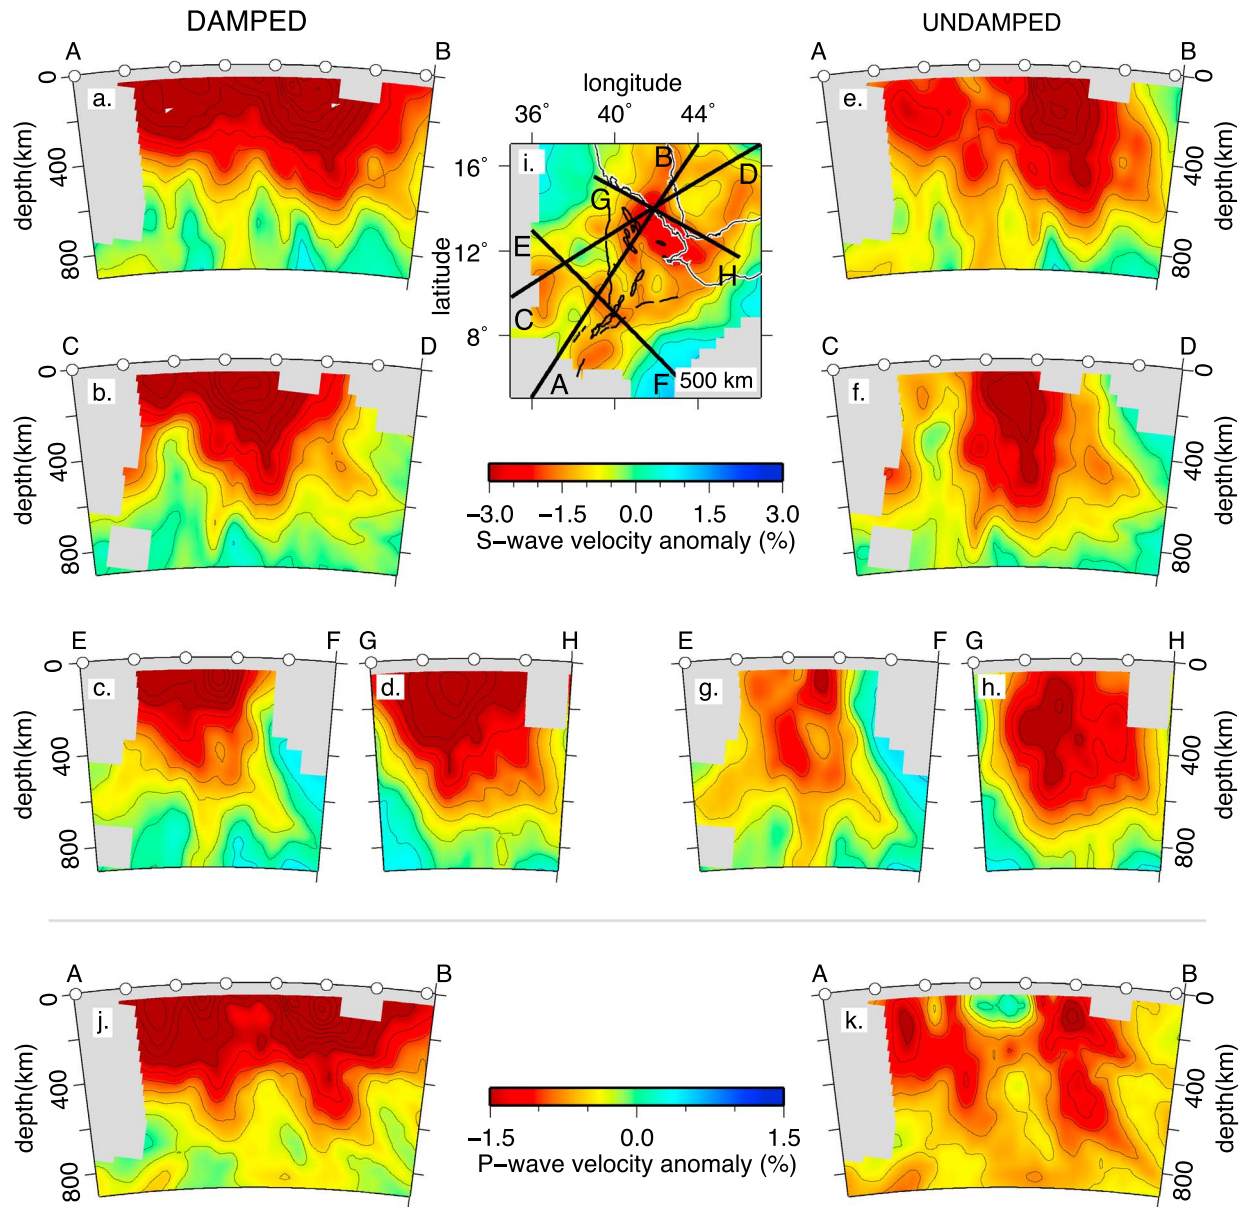 DAMPED
UNDAMPED
A B
A B
0
400
800
depth(km)
a.
longitude
36° 40° 44°
16°
12°
8°
latitude
i.
B
D
G
E
C
H
A
F
500 km
e.
0
400
800
depth(km)
C D
0
400
800
depth(km)
b.
−3.0 −1.5 0.0 1.5 3.0
S−wave velocity anomaly (%)
C D
f.
0
400
800
depth(km)
E F
0
400
800
depth(km)
c.
G H
d.
E F
g.
G H
h.
0
400
800
depth(km)
A B
0
400
800
depth(km)
j.
−1.5 0.0 1.5
P−wave velocity anomaly (%)
A B
k.
0
400
800
depth(km)